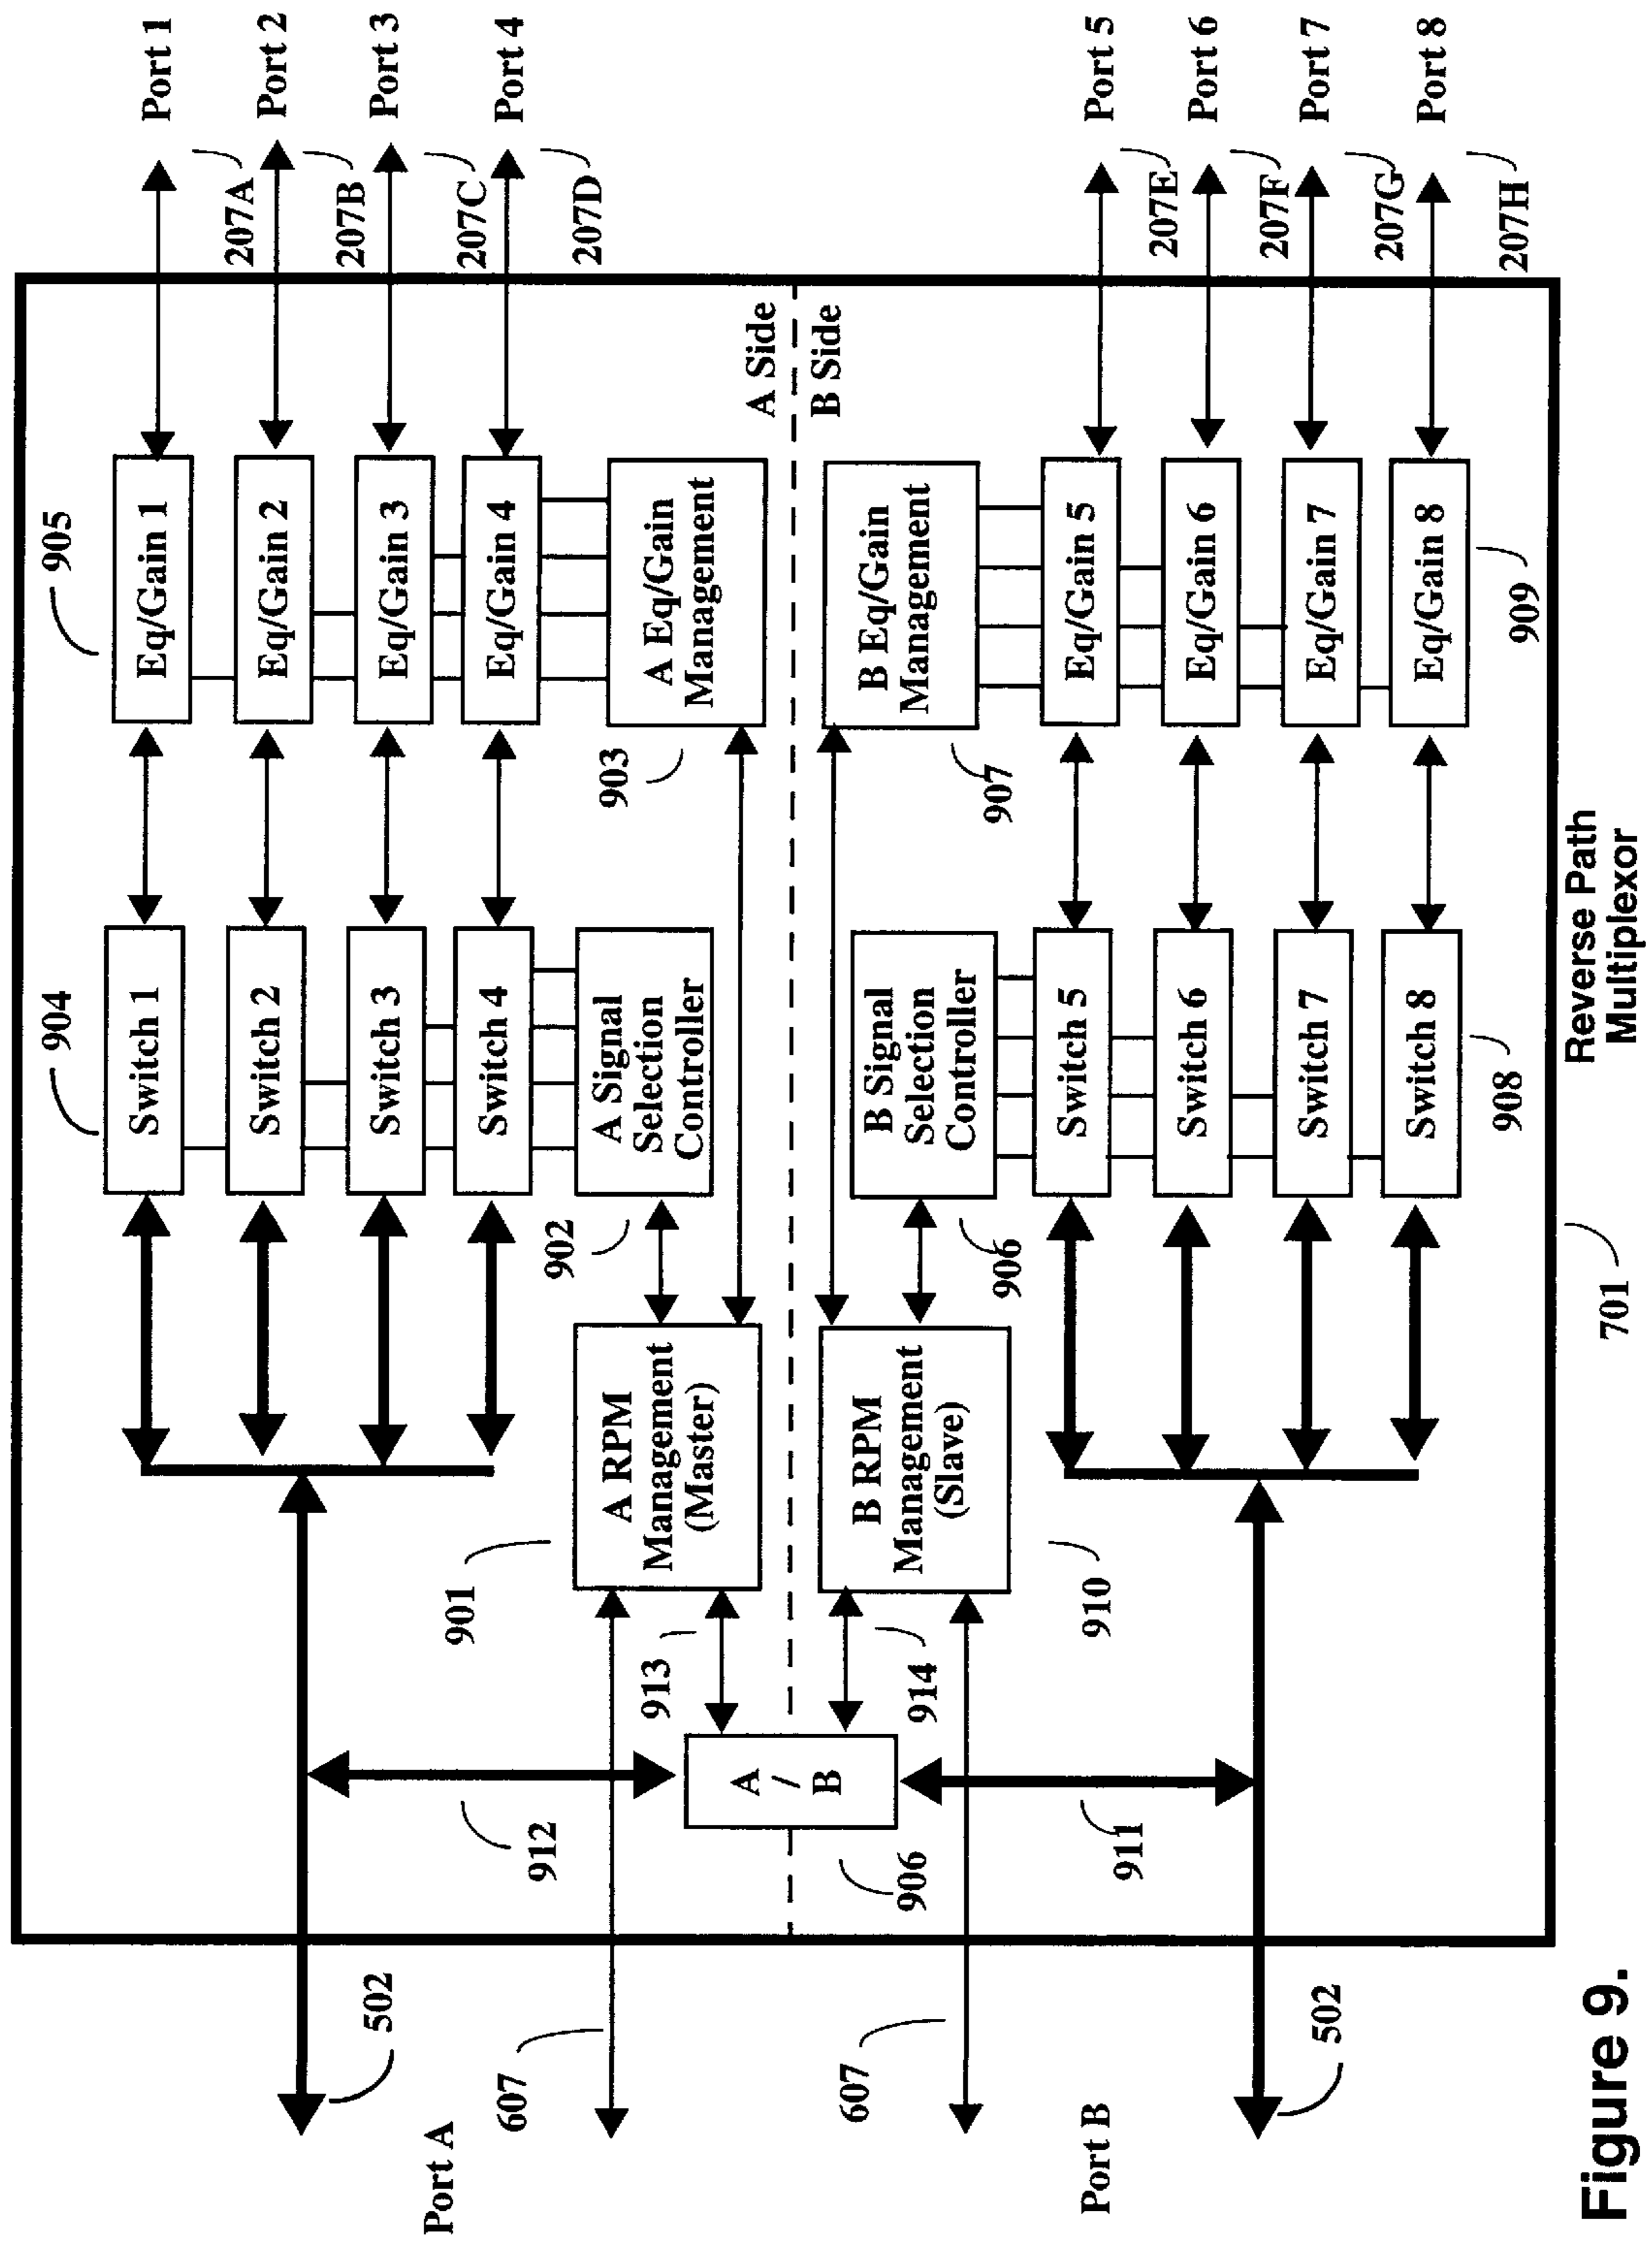 905
904
Port 1
Eq/Gain 1
Switch 1
207A
Port 2
Eq/Gain 2
Switch 2
207B
Port 3
Eq/Gain 3
Switch 3
207C
Port 4
Eq/Gain 4
Switch 4
207D
502
Port A
607
912
901
913
A RPM
Management
(Master)
902
A Signal
Selection
Controller
903
A Eq/Gain
Management
A Side
B Side
A
/
B
906
914
B RPM
Management
(Slave)
910
B Signal
Selection
Controller
906
B Eq/Gain
Management
907
607
Port B
911
502
Switch 5
Eq/Gain 5
Port 5
207E
Switch 6
Eq/Gain 6
Port 6
207F
Switch 7
Eq/Gain 7
Port 7
207G
Switch 8
Eq/Gain 8
Port 8
207H
908
909
701
Reverse Path
Multiplexor
Figure 9.